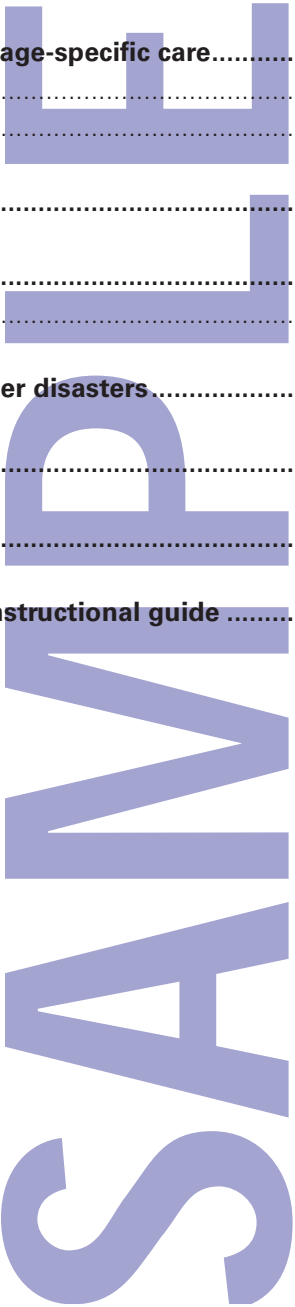 age-specific care...........
................................................
................................................
................................................
................................................
................................................
er disasters..................
................................................
................................................
nstructional guide .........
SAMPLE